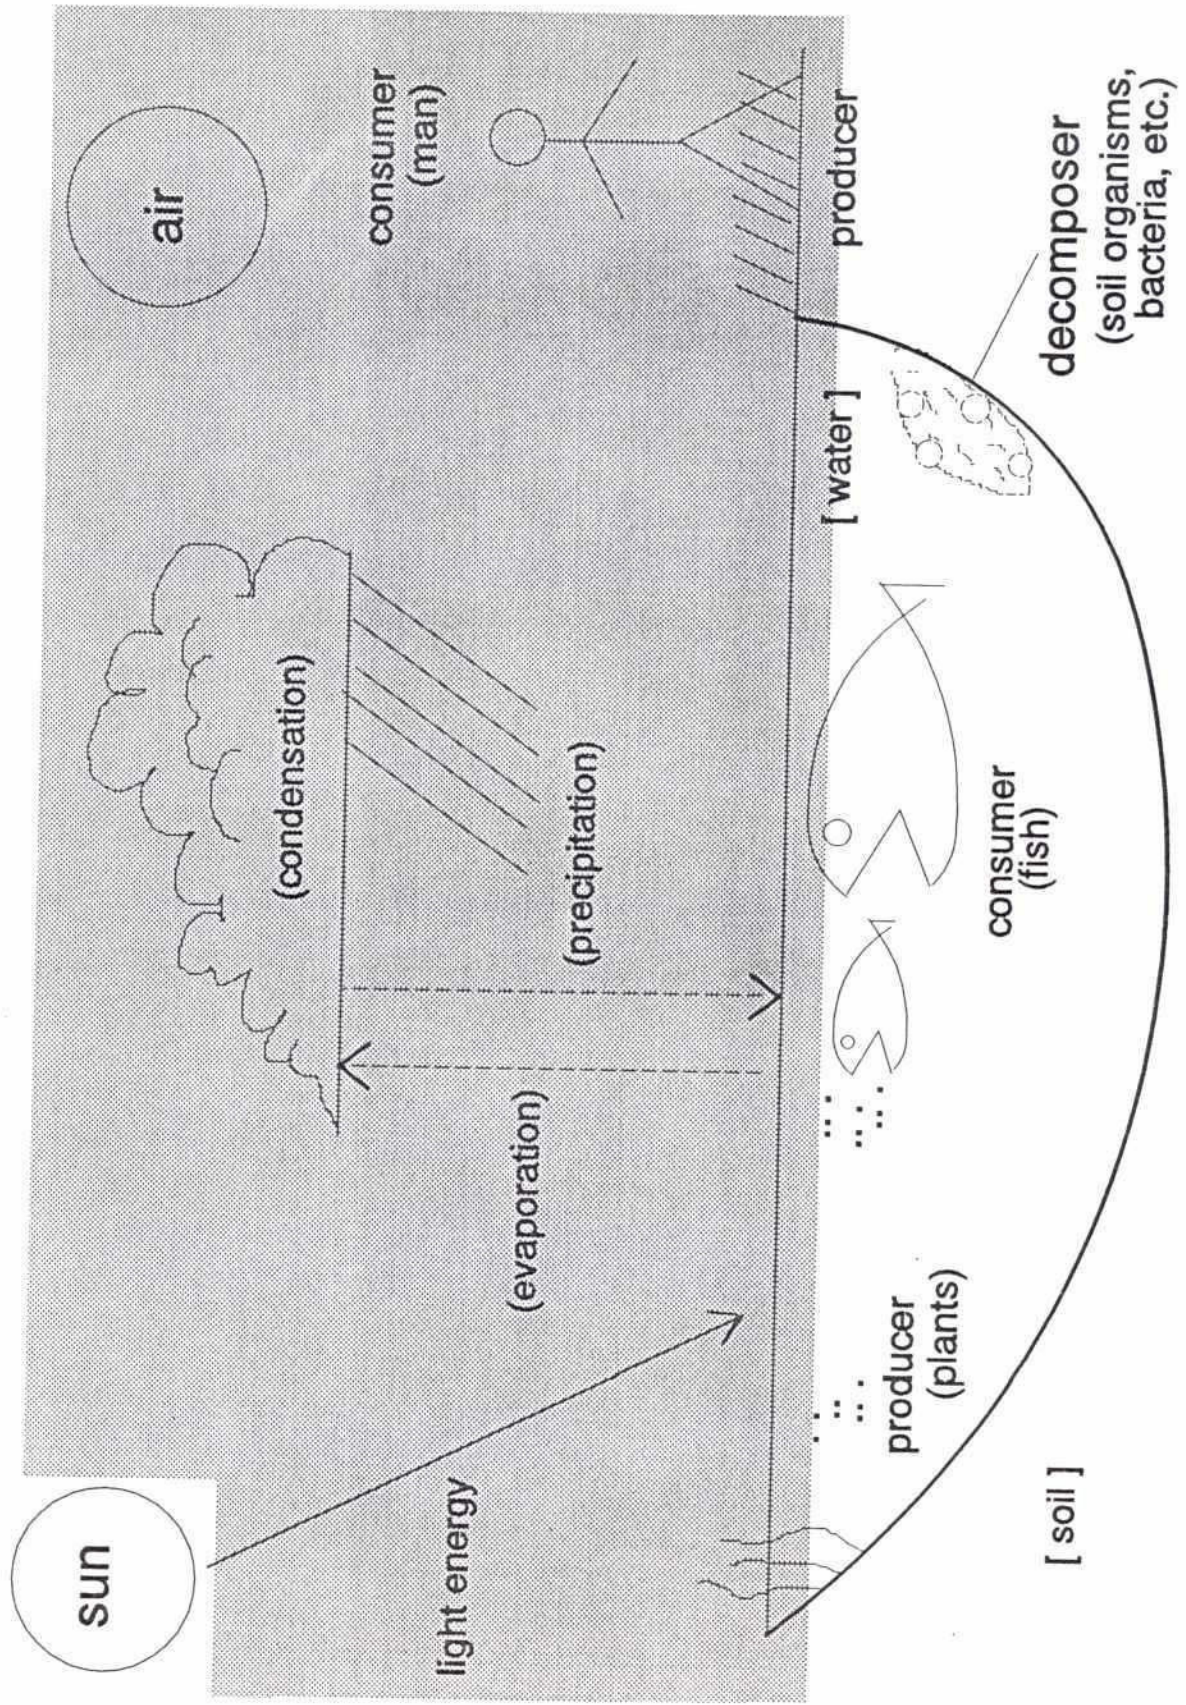 sun
air
light energy
(evaporation)
(condensation)
(precipitation)
consumer
(man)
producer
[ water ]
producer
(plants)
consumer
(fish)
decomposer
(soil organisms,
bacteria, etc.)
[ soil ]